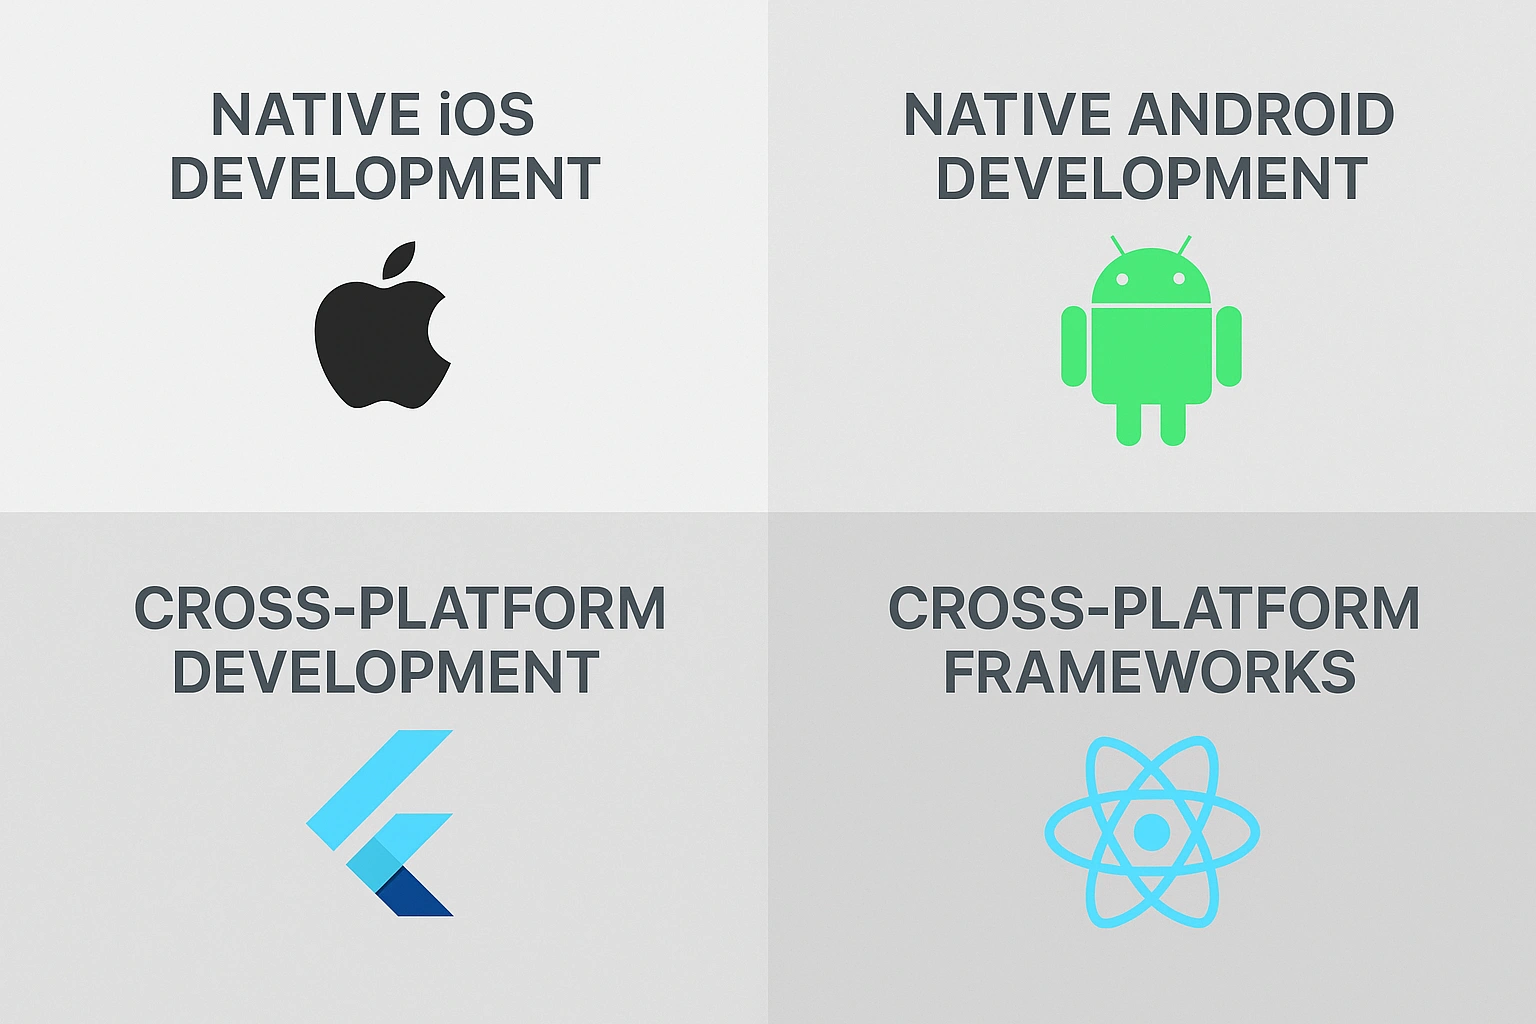 NATIVE iOS
DEVELOPMENT
NATIVE ANDROID
DEVELOPMENT
CROSS-PLATFORM
DEVELOPMENT
CROSS-PLATFORM
FRAMEWORKS